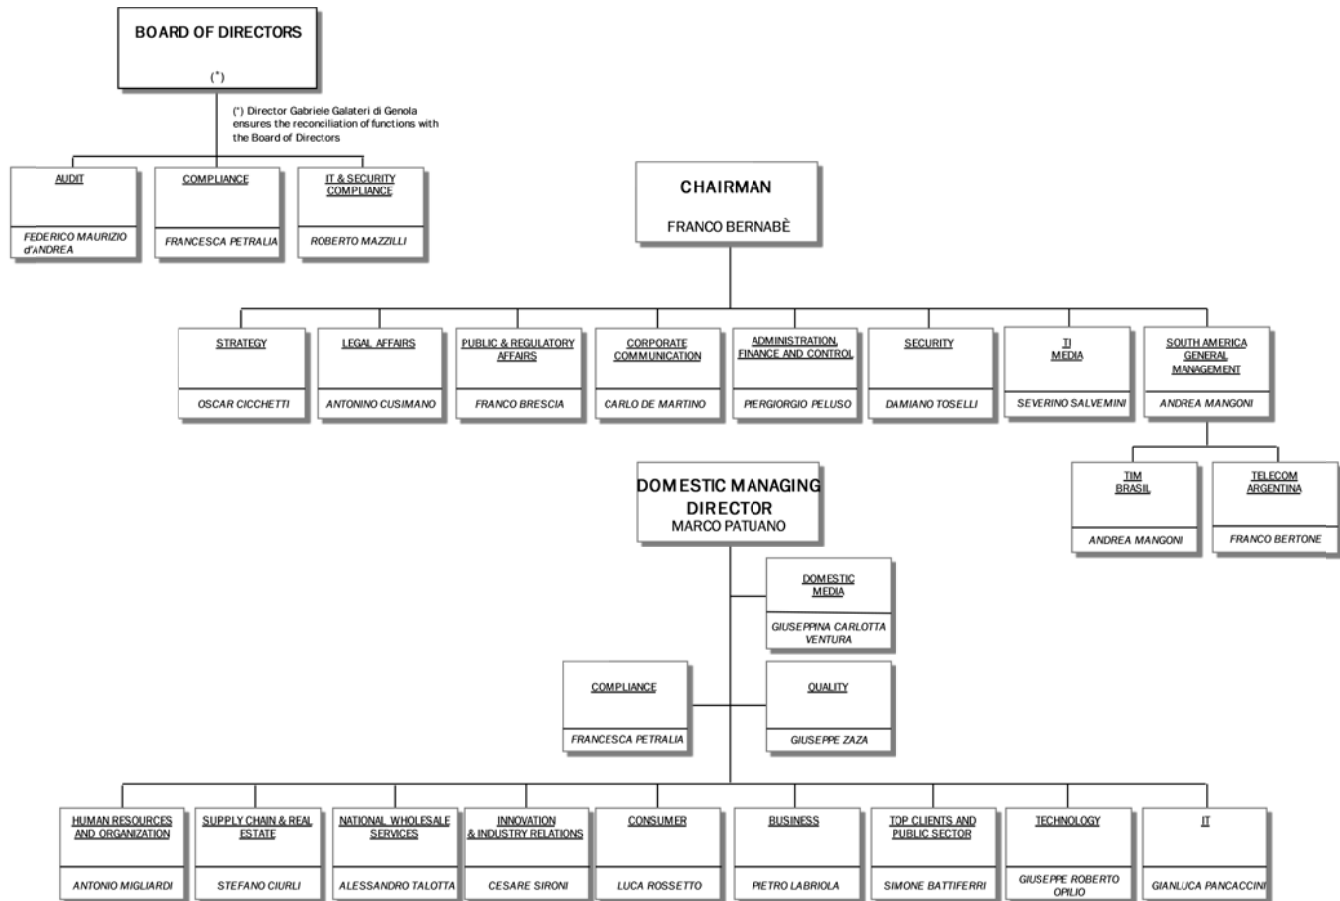 BOARD OF DIRECTORS
(*)
(*) Director Gabriele Galateri di Genola
ensures the reconciliation of functions with
the Board of Directors
AUDIT
FEDERICO MAURIZIO
d'ANDREA
COMPLIANCE
FRANCESCA PETRALIA
IT & SECURITY
COMPLIANCE
ROBERTO MAZZILLI
CHAIRMAN
FRANCO BERNABÈ
STRATEGY
OSCAR CICCHETTI
LEGAL AFFAIRS
ANTONINO CUSIMANO
PUBLIC & REGULATORY
AFFAIRS
FRANCO BRESCIA
CORPORATE
COMMUNICATION
CARLO DE MARTINO
ADMINISTRATION,
FINANCE AND CONTROL
PIERGIORGIO PELUSO
SECURITY
DAMIANO TOSELLI
TI
MEDIA
SEVERINO SALVEMINI
SOUTH AMERICA
GENERAL
MANAGEMENT
ANDREA MANGONI
TIM
BRASIL
ANDREA MANGONI
TELECOM
ARGENTINA
FRANCO BERTONE
DOMESTIC MANAGING
DIRECTOR
MARCO PATUANO
DOMESTIC
MEDIA
GIUSEPPINA CARLOTTA
VENTURA
COMPLIANCE
FRANCESCA PETRALIA
QUALITY
GIUSEPPE ZAZA
HUMAN RESOURCES
AND ORGANIZATION
ANTONIO MIGLIARDI
SUPPLY CHAIN & REAL
ESTATE
STEFANO CIURLI
NATIONAL WHOLESALE
SERVICES
ALESSANDRO TALOTTA
INNOVATION
& INDUSTRY RELATIONS
CESARE SIRONI
CONSUMER
LUCA ROSSETTO
BUSINESS
PIETRO LABRIOLA
TOP CLIENTS AND
PUBLIC SECTOR
SIMONE BATTIFERRI
TECHNOLOGY
GIUSEPPE ROBERTO
OPILIO
IT
GIANLUCA PANCACCINI